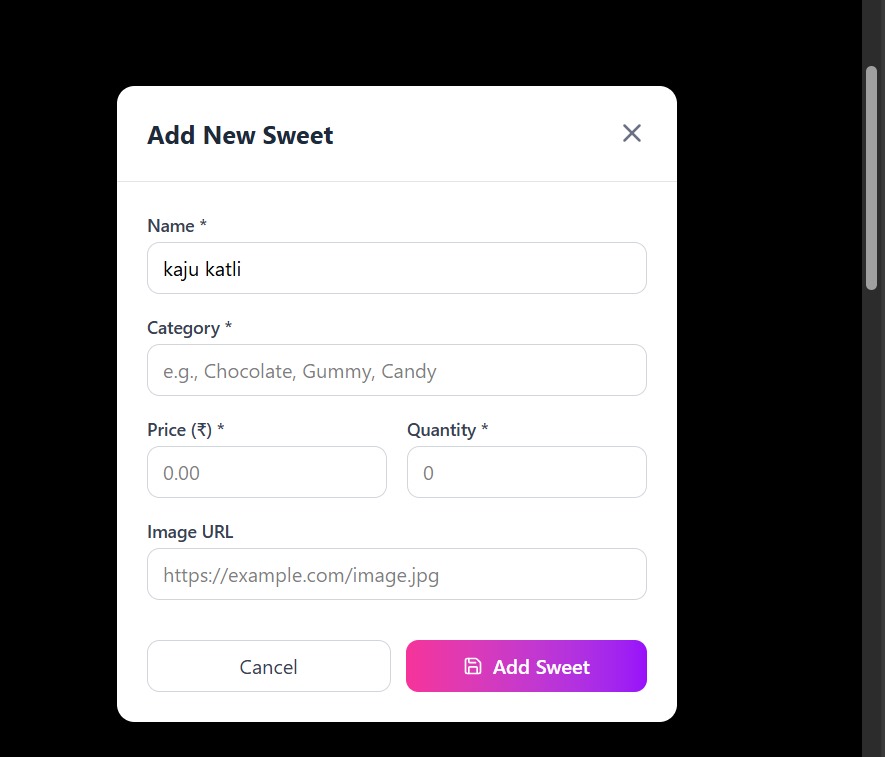 Add New Sweet
Name *
kaju katli
Category *
e.g., Chocolate, Gummy, Candy
Price (₹) * Quantity *
0.00 0
Image URL
https://example.com/image.jpg
Cancel Add Sweet